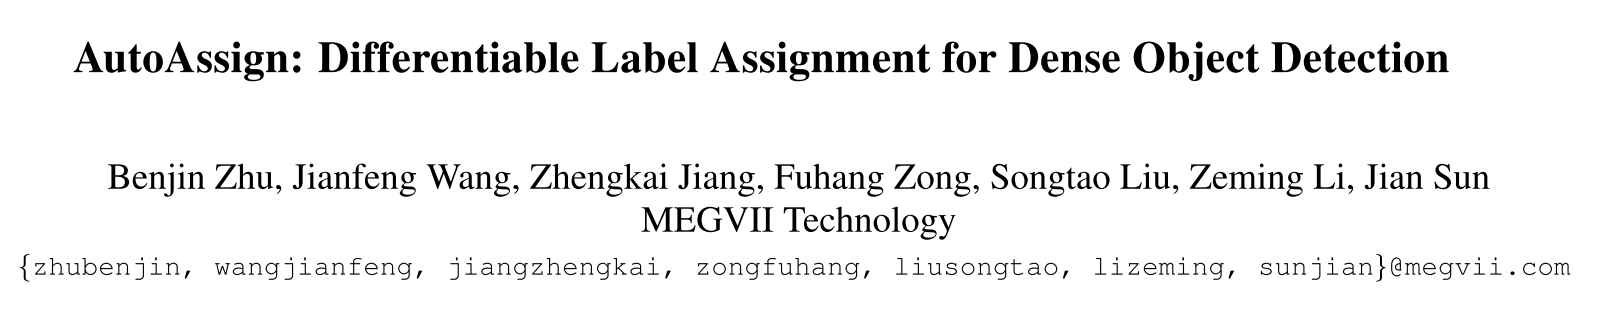 AutoAssign: Differentiable Label Assignment for Dense Object Detection
Benjin Zhu, Jianfeng Wang, Zhengkai Jiang, Fuhang Zong, Songtao Liu, Zeming Li, Jian Sun
MEGVII Technology
{zhubenjin, wangjianfeng, jiangzhengkai, zongfuhang, liusongtao, lizeming, sunjian}@megvii.com